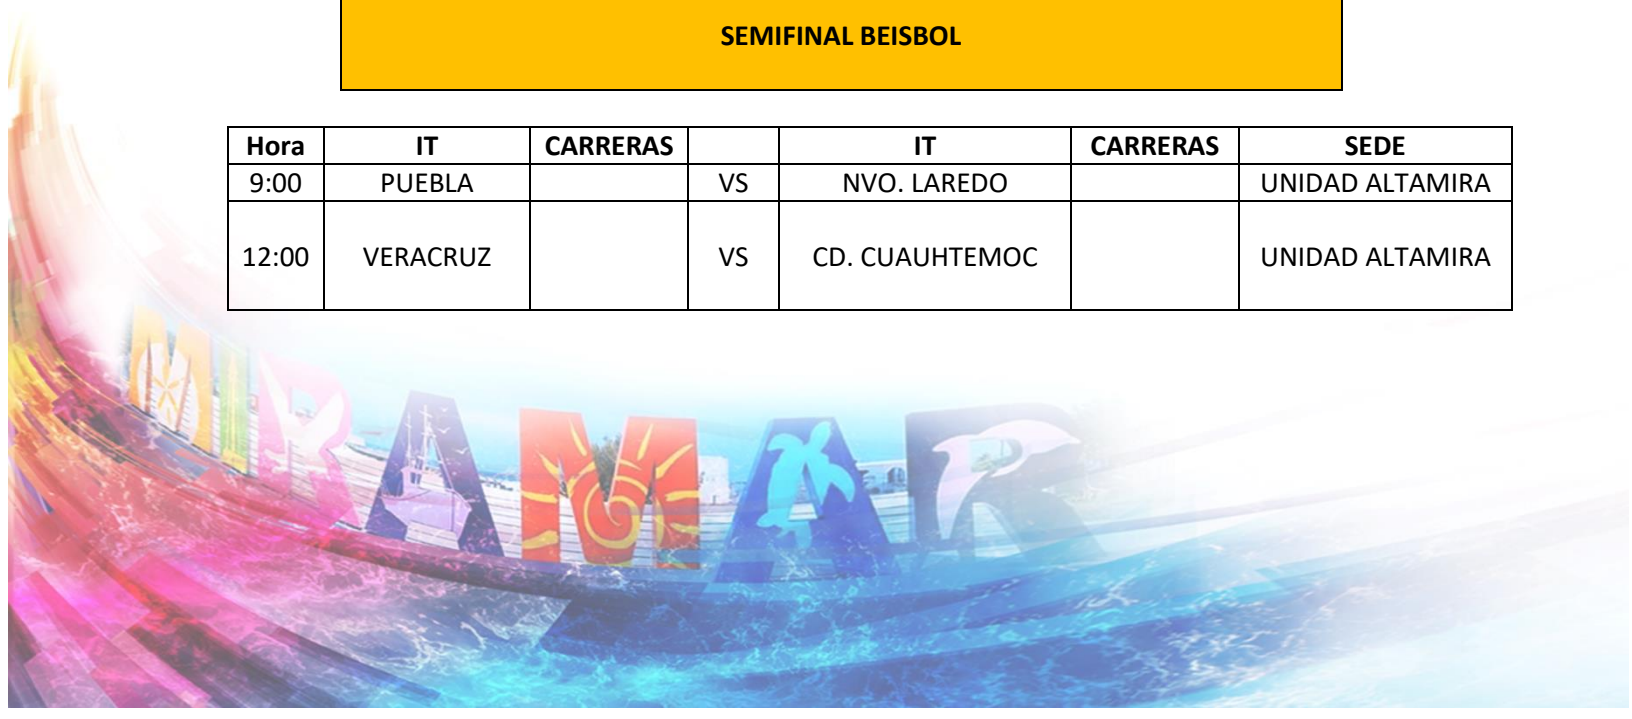 SEMIFINAL BEISBOL
Hora IT CARRERAS IT CARRERAS SEDE
9:00 PUEBLA VS NVO. LAREDO UNIDAD ALTAMIRA
12:00 VERACRUZ VS CD. CUAUHTEMOC UNIDAD ALTAMIRA
MIRAMAR